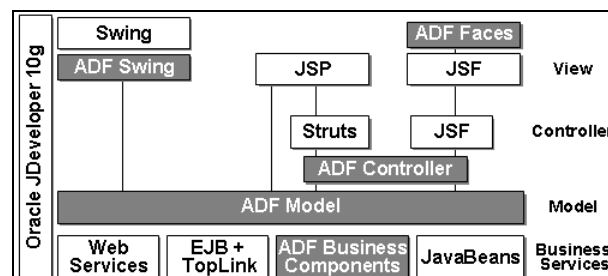 Oracle JDeveloper 10g
Swing
ADF Faces
ADF Swing
JSP
JSF
View
Struts
JSF
Controller
ADF Controller
ADF Model
Model
Web
Services
EJB +
TopLink
ADF Business
Components
JavaBeans
Business
Services